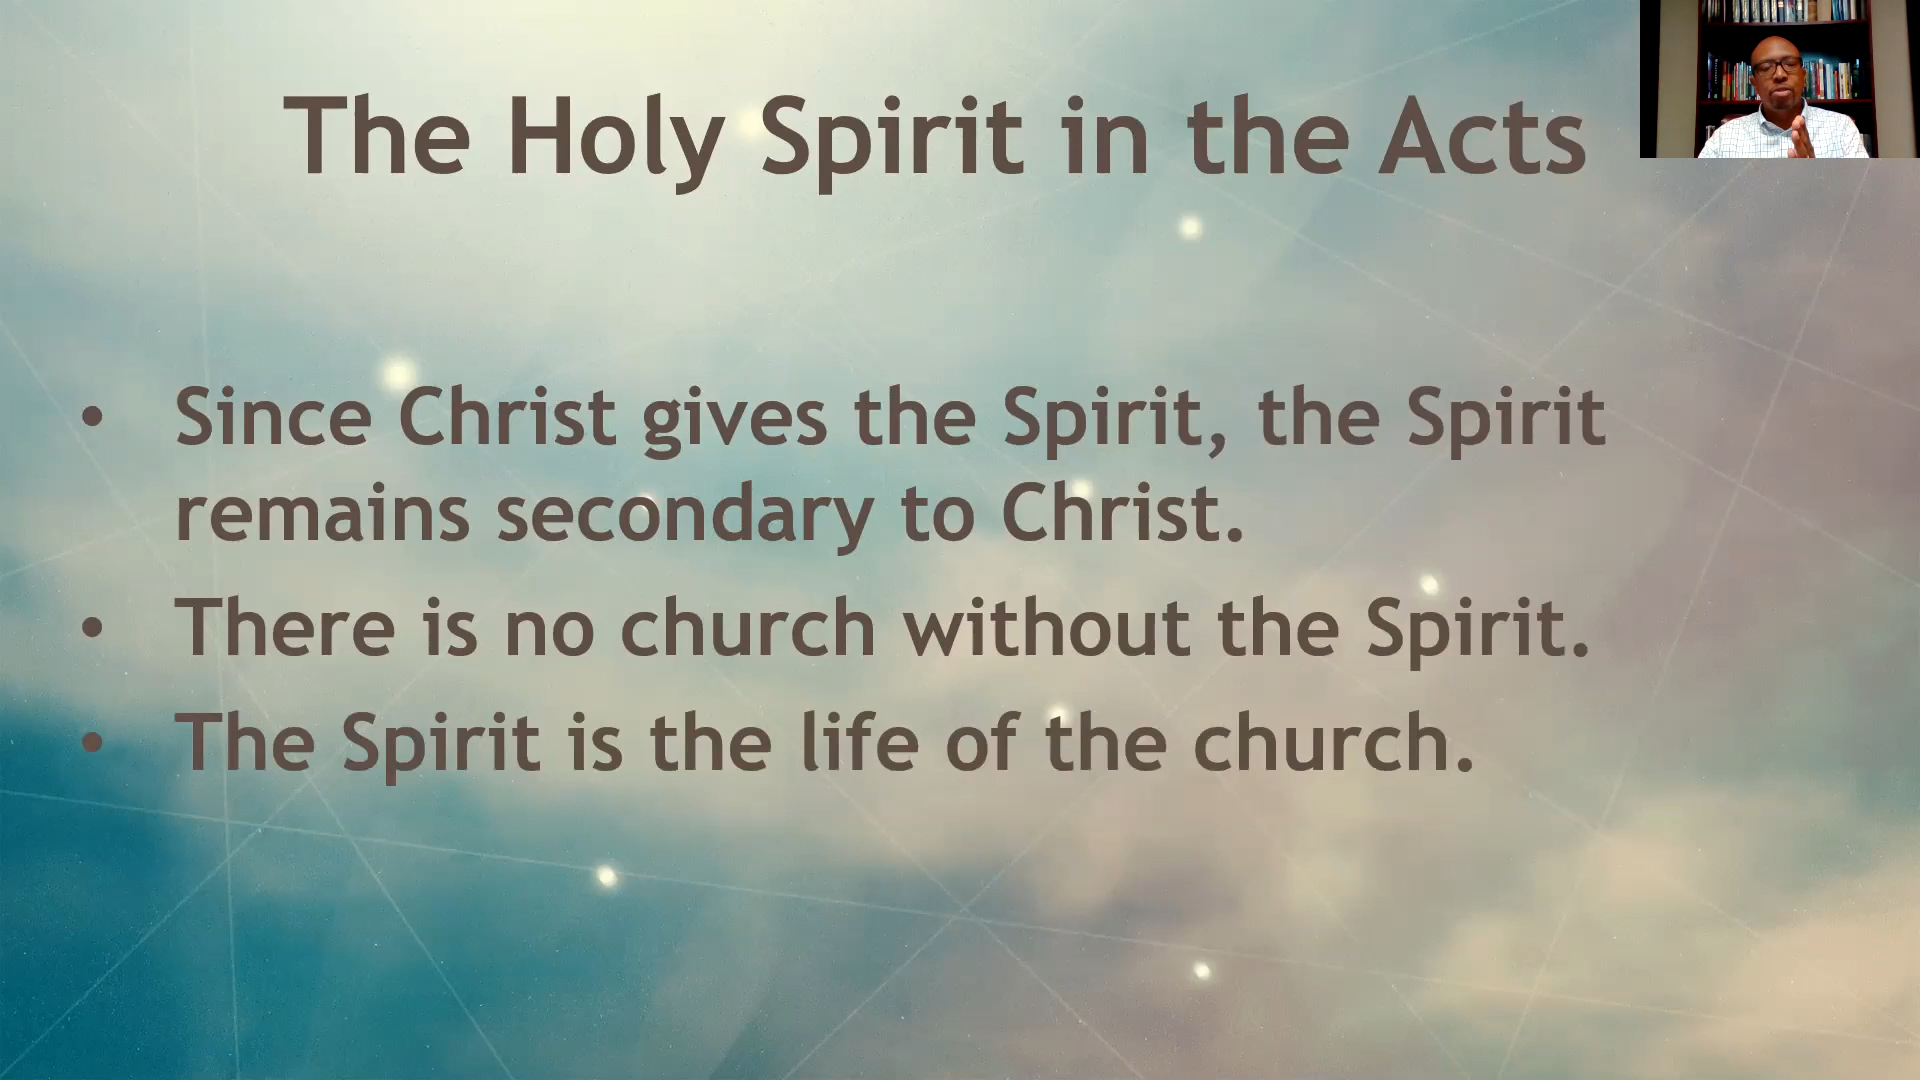 The Holy Spirit in the Acts
• Since Christ gives the Spirit, the Spirit
remains secondary to Christ.
• There is no church without the Spirit.
• The Spirit is the life of the church.